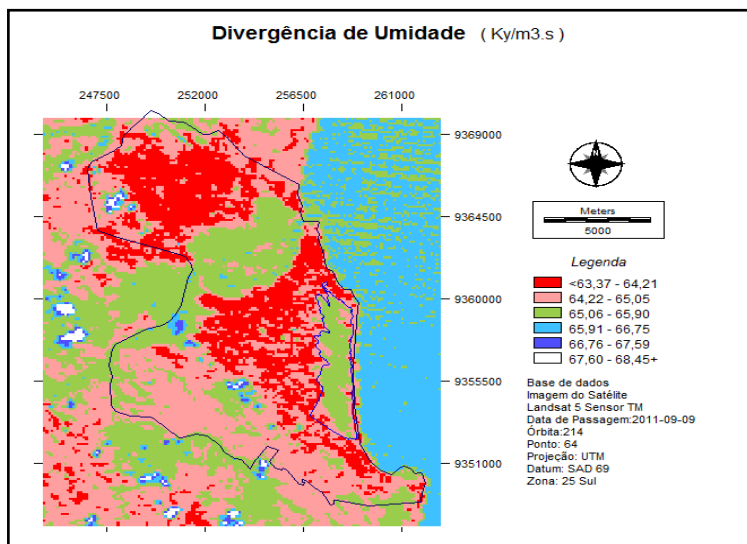 Divergência de Umidade ( Ky/m3.s )
247500 252000 256500 261000
9369000
9364500
9360000
9355500
9351000
Meters
5000
Legenda
<63,37 - 64,21
64,22 - 65,05
65,06 - 65,90
65,91 - 66,75
66,76 - 67,59
67,60 - 68,45+
Base de dados
Imagem do Satélite
Landsat 5 Sensor TM
Data de Passagem:2011-09-09
Órbita:214
Ponto: 64
Projeção: UTM
Datum: SAD 69
Zona: 25 Sul